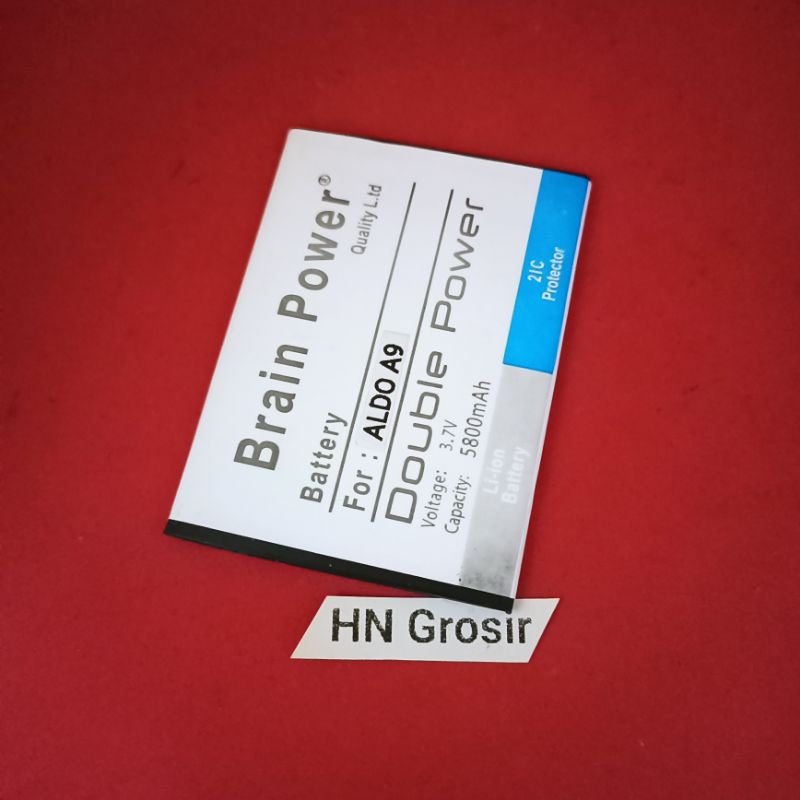 Brain Power®
Quality L.td
Battery
For : ALDO A9
Double Power
Voltage: 3.7V
Capacity: 5800mAh
Li-ion
Battery
2IC
Protector
HN Grosir